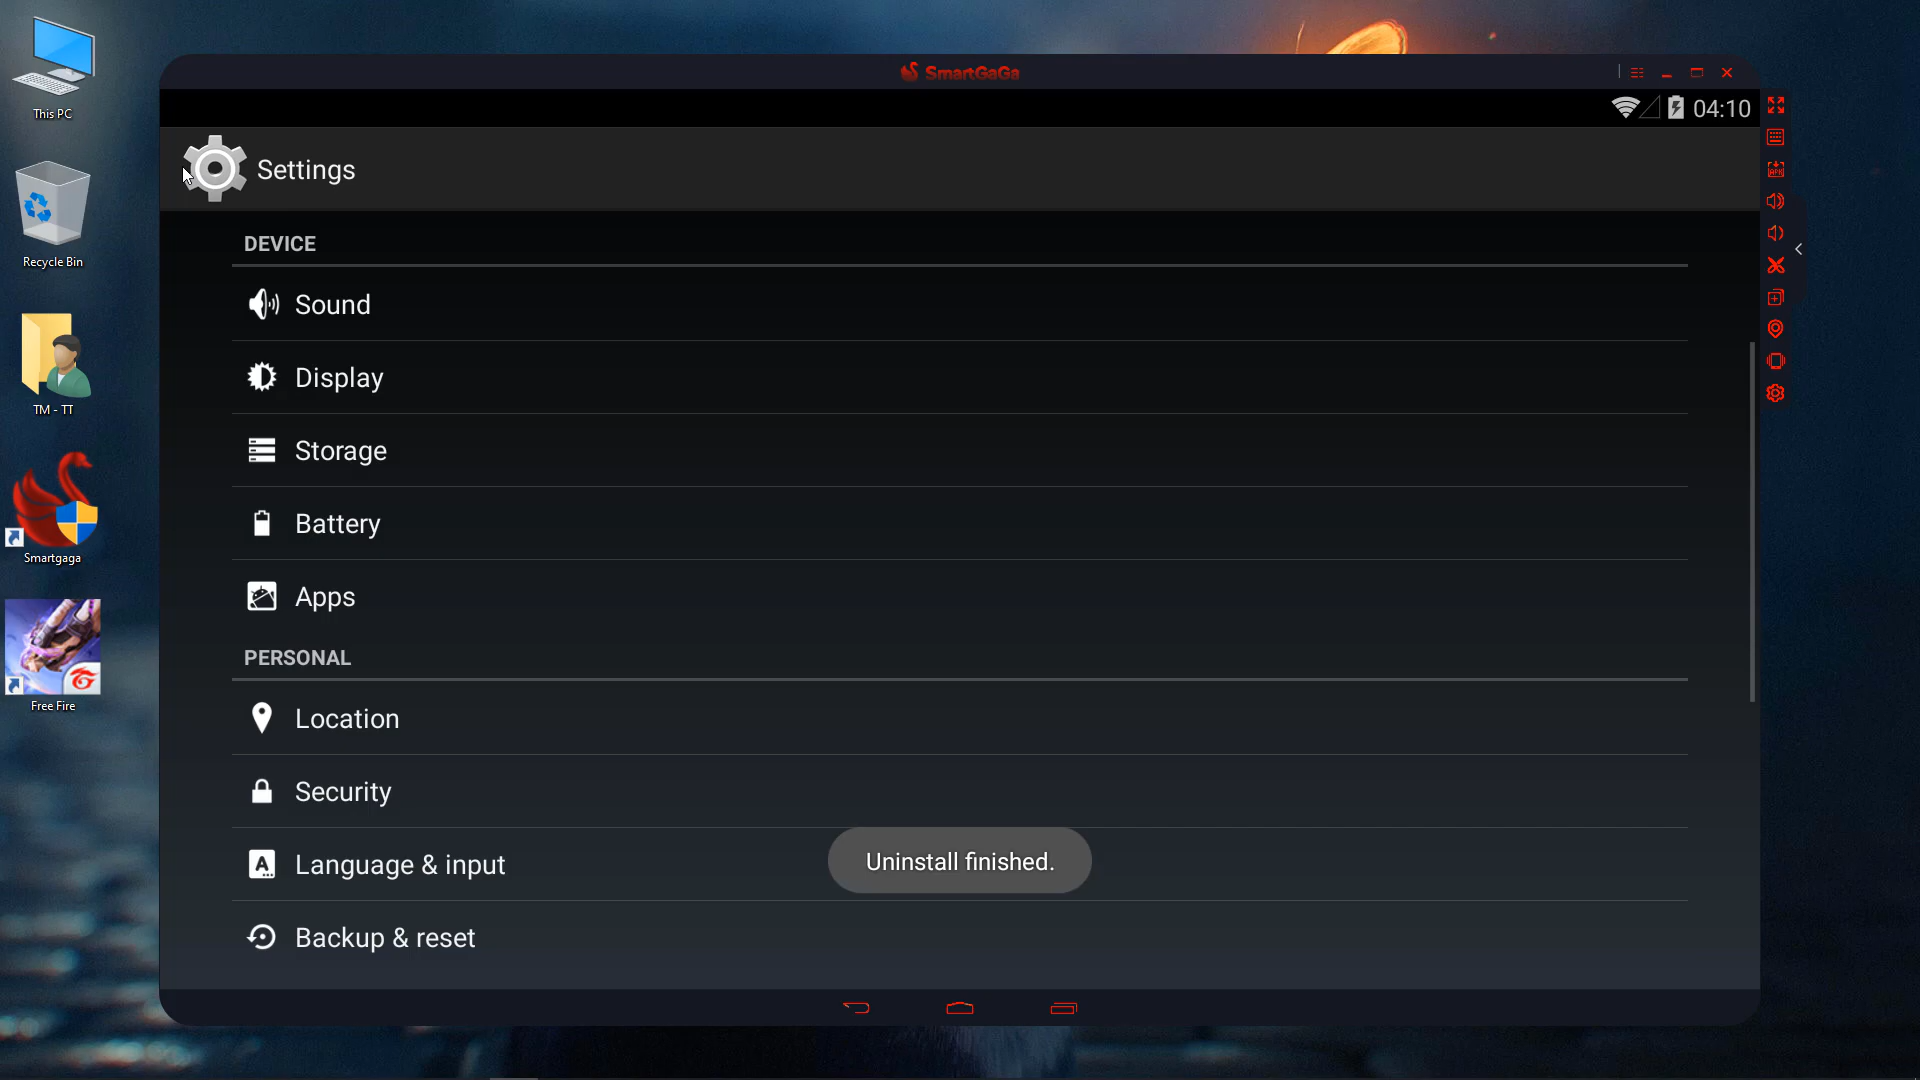 This PC
Recycle Bin
TM - TT
Smartgaga
Free Fire
SmartGaGa
04:10
Settings
DEVICE
Sound
Display
Storage
Battery
Apps
PERSONAL
Location
Security
Language & input
Uninstall finished.
Backup & reset